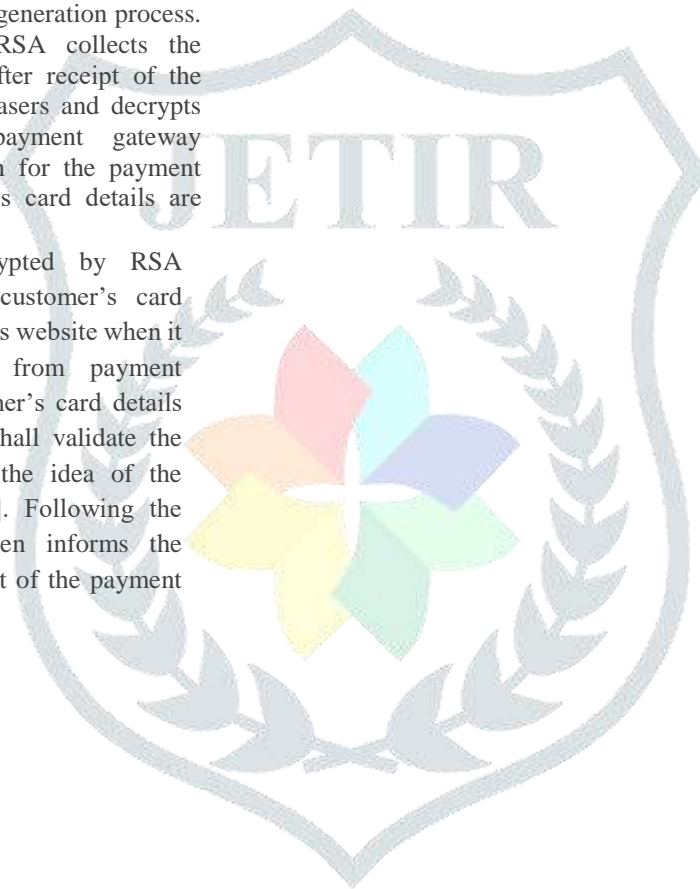 generation process.
RSA collects the
fter receipt of the
asers and decrypts
payment gateway
n for the payment
s card details are
ypted by RSA
customer's card
s website when it
from payment
ner's card details
hall validate the
the idea of the
]. Following the
en informs the
t of the payment
JETIR